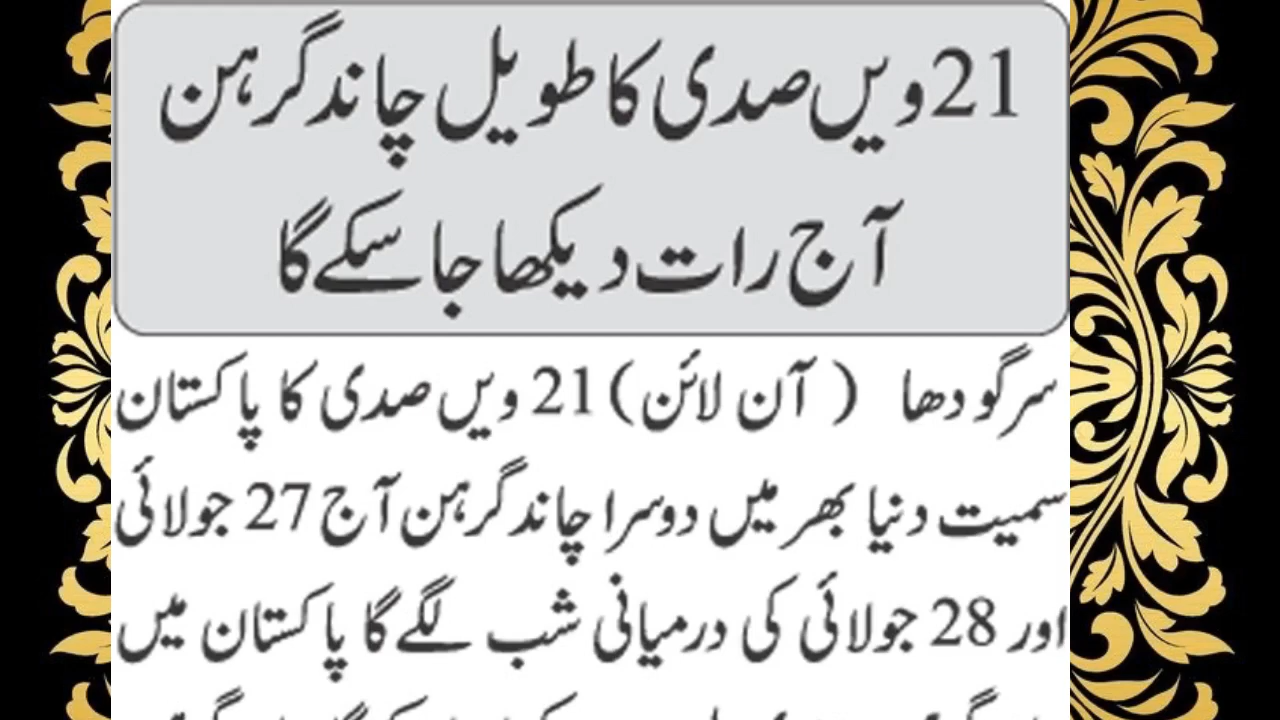 21ویں صدی کا طویل چاند گرہن
آج رات دیکھا جا سکے گا
سرگودھا (آن لائن) 21 ویں صدی کا پاکستان
سمیت دنیا بھر میں دوسرا چاند گرہن آج 27 جولائی
اور 28 جولائی کی درمیانی شب لگے گا پاکستان میں